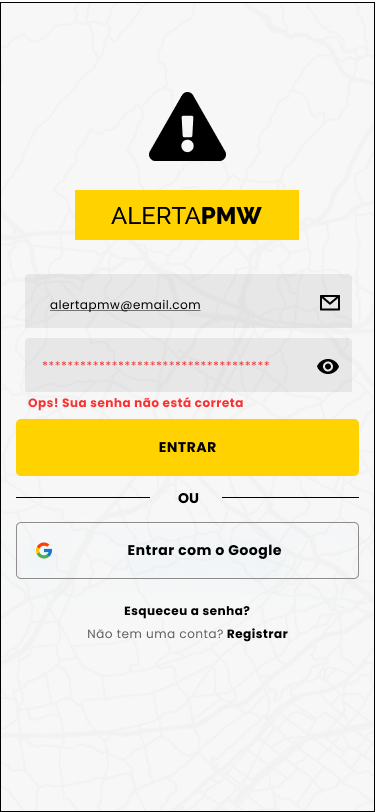 ALERTAPMW
alertapmw@email.com
************************************
Ops! Sua senha não está correta
ENTRAR
OU
Entrar com o Google
Esqueceu a senha?
Não tem uma conta? Registrar